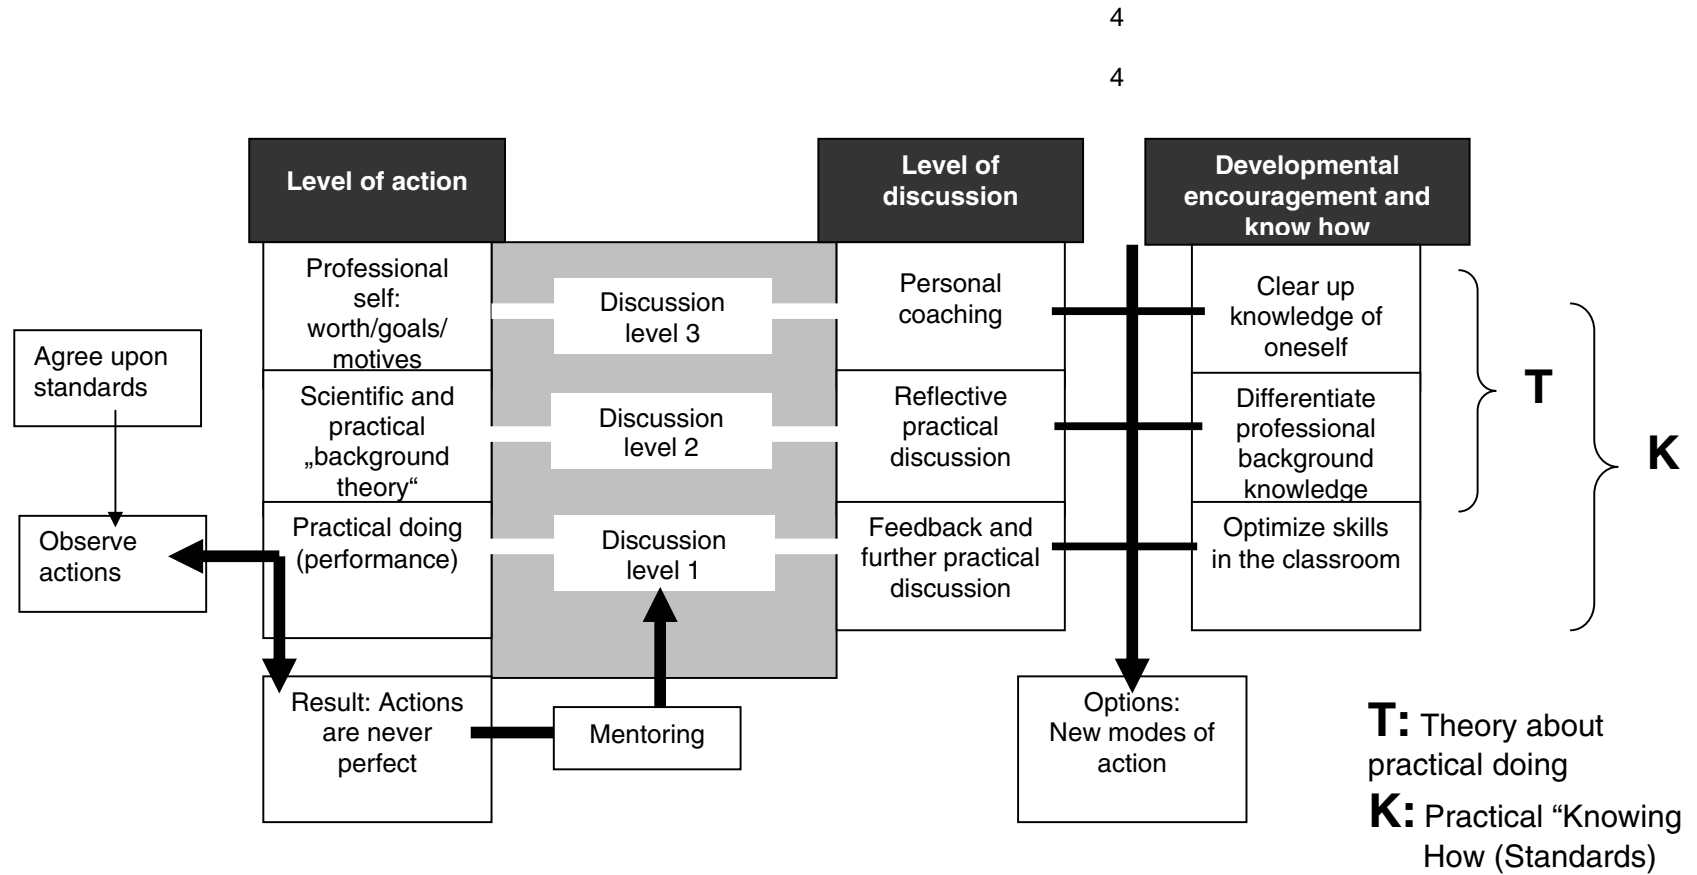 4
4
Level of action
Level of
discussion
Developmental
encouragement and
know how
Professional
self:
worth/goals/
motives
Discussion
level 3
Personal
coaching
Clear up
knowledge of
oneself
Agree upon
standards
T
Scientific and
practical
„background
theory“
Discussion
level 2
Reflective
practical
discussion
Differentiate
professional
background
knowledge
K
Observe
actions
Practical doing
(performance)
Discussion
level 1
Feedback and
further practical
discussion
Optimize skills
in the classroom
Result: Actions
are never
perfect
Mentoring
Options:
New modes of
action
T: Theory about
practical doing
K: Practical “Knowing
How (Standards)